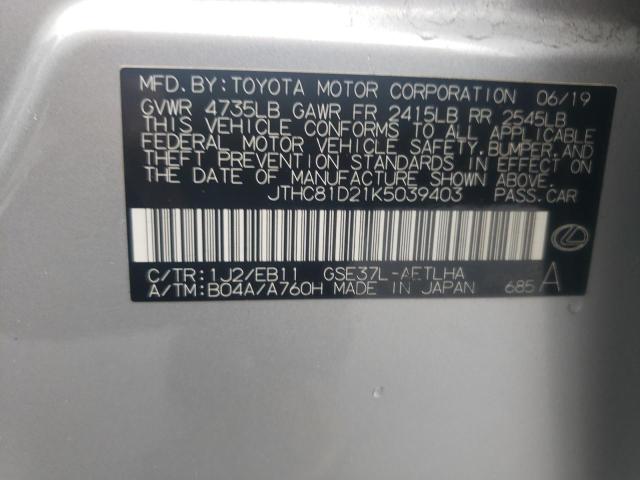 MFD. BY: TOYOTA MOTOR CORPORATION 06/19
GVWR 4735LB GAWR FR 2415LB RR 2545LB
THIS VEHICLE CONFORMS TO ALL APPLICABLE
FEDERAL MOTOR VEHICLE SAFETY, BUMPER, AND
THEFT PREVENTION STANDARDS IN EFFECT ON
THE DATE OF MANUFACTURE SHOWN ABOVE.
JTHC81D21K5039403 PASS. CAR
C/TR: 1J2/EB11 GSE37L-AETLHA
A/TM: B04A/A760H MADE IN JAPAN 685 A